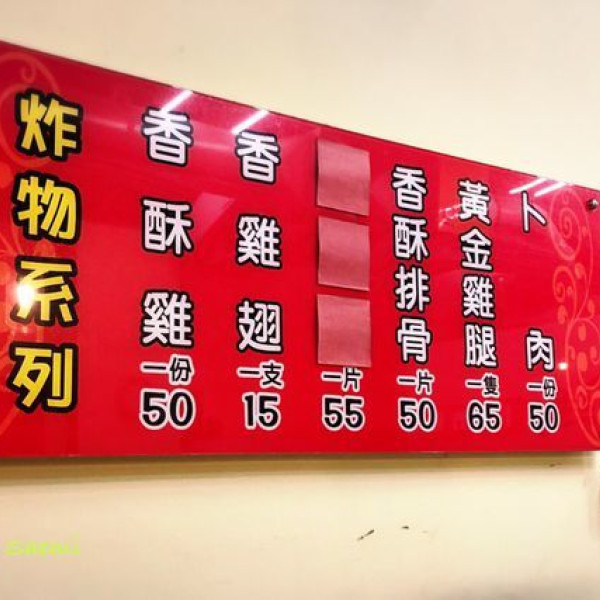 炸物系列
香酥雞
一份
50
香雞翅
一支
15
一片
55
香酥排骨
一片
50
黃金雞腿
一隻
65
卜肉
一份
50